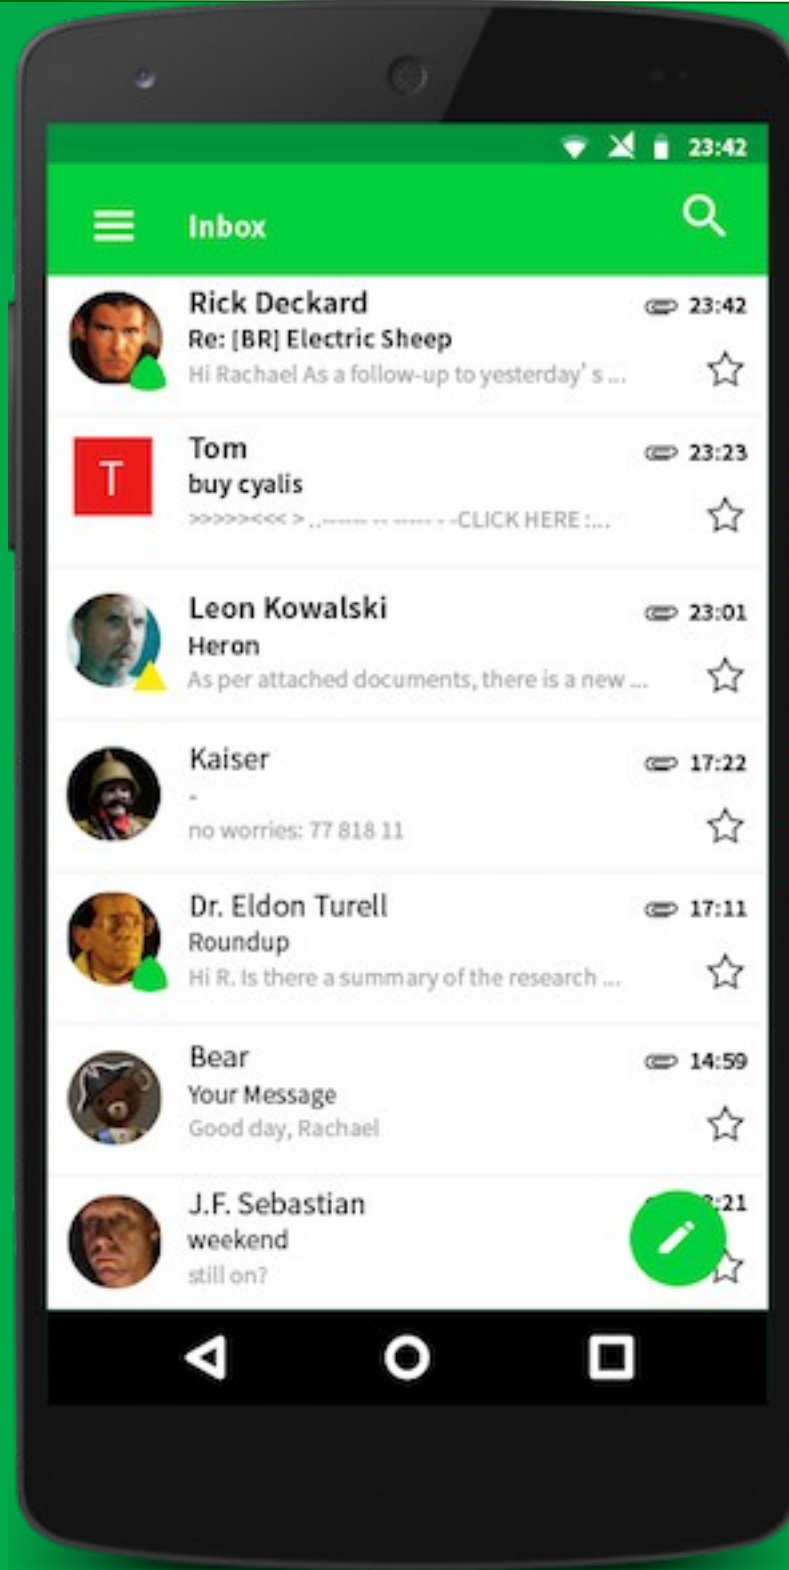 23:42
Inbox
Rick Deckard
23:42
Re: [BR] Electric Sheep
Hi Rachael As a follow-up to yesterday's ...
T
Tom
23:23
buy cyalis
>>>>><<< > ..------- -- ----- - -CLICK HERE :...
Leon Kowalski
23:01
Heron
As per attached documents, there is a new ...
Kaiser
17:22
-
no worries: 77 818 11
Dr. Eldon Turell
17:11
Roundup
Hi R. Is there a summary of the research ...
Bear
14:59
Your Message
Good day, Rachael
J.F. Sebastian
:21
weekend
still on?